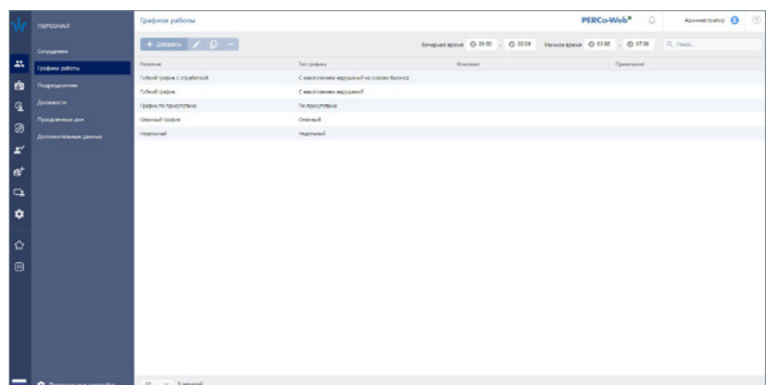 ПЕРСОНАЛ
Графики работы
PERCo-Web
Администратор
Сотрудники
Графики работы
Подразделения
Должности
Праздничные дни
Дополнительные данные
+ Добавить
Вечернее время
Ночное время
Поиск...
Название
Тип графика
Описание
Примечание
Гибкий график с отработкой
С накоплением нарушений на основе баланса
Гибкий график
С накоплением нарушений
График по присутствию
По присутствию
Сменный график
Сменный
Недельный
Недельный